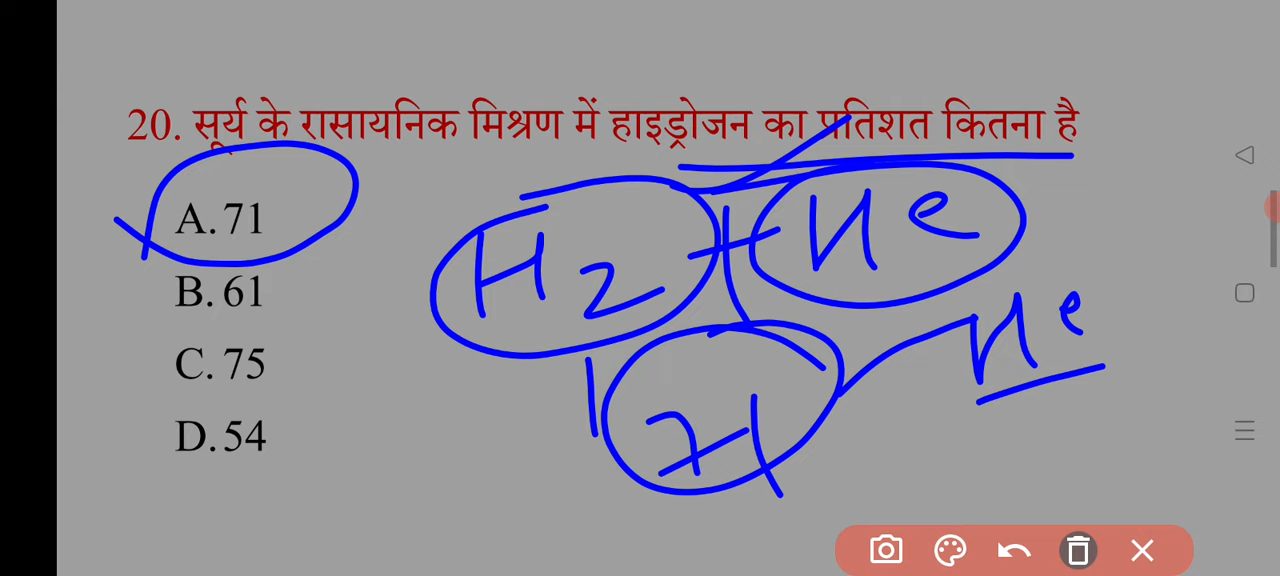 20. सूर्य के रासायनिक मिश्रण में हाइड्रोजन का प्रतिशत कितना है
A. 71
B. 61
C. 75
D. 54
H2 + He
71
He